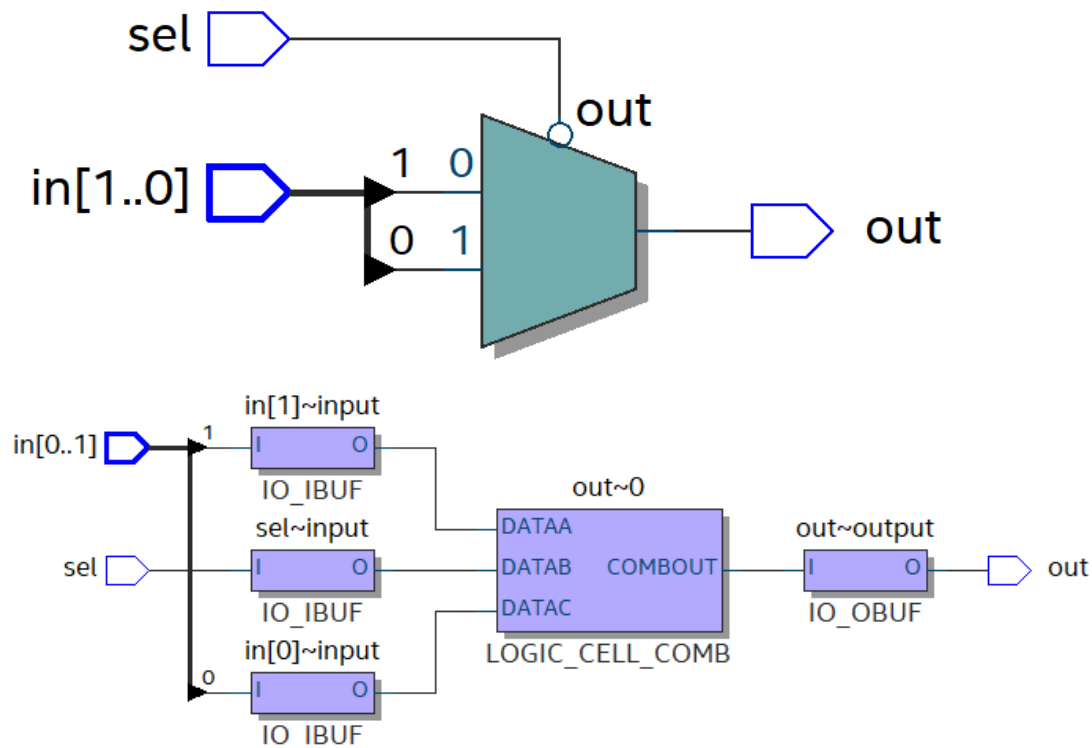 sel
out
in[1..0]
1 0
0 1
out
in[1]~input
in[0..1]
1
I O
IO_IBUF
out~0
sel~input
DATAA
out~output
sel
I O
DATAB COMBOUT
I O
out
IO_IBUF
DATAC
IO_OBUF
in[0]~input
LOGIC_CELL_COMB
0
I O
IO_IBUF